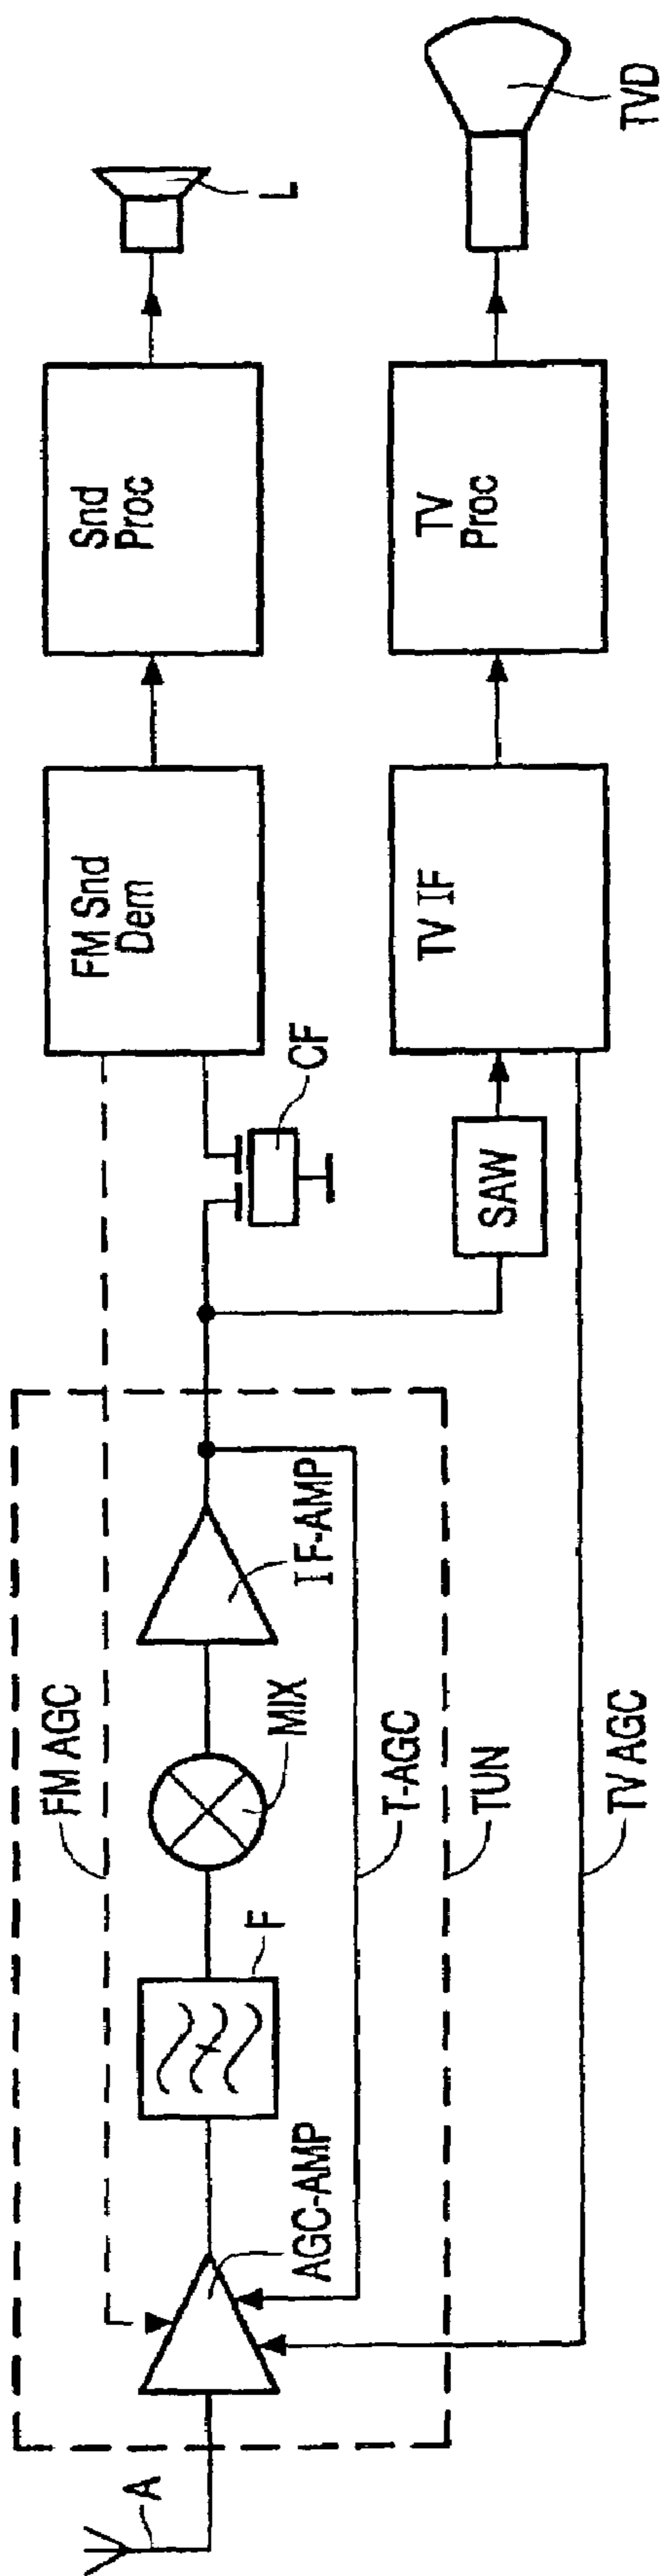 A
AGC-AMP
F
MIX
IF-AMP
FM AGC
T-AGC
TUN
TV AGC
CF
SAW
FM Snd
Dem
Snd
Proc
L
TV IF
TV
Proc
TVD